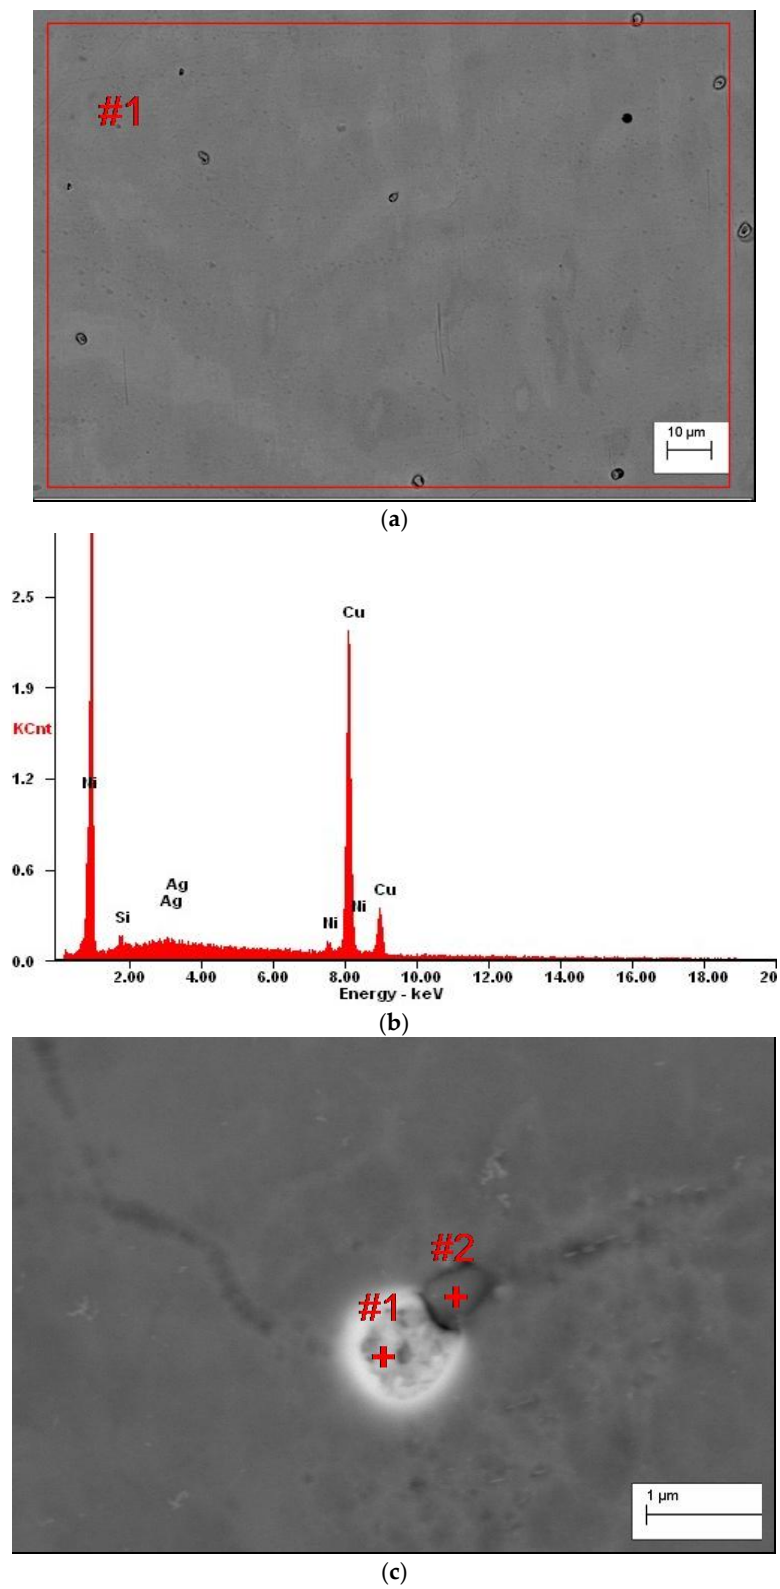 #1
10 µm
(a)
2.5
Cu
1.9
KCnt
1.2
Ni
0.6
Ag
Ag
Si
Ni
Ni
Cu
0.0
2.00 4.00 6.00 8.00 10.00 12.00 14.00 16.00 18.00 20
Energy - keV
(b)
#2
#1
1 µm
(c)